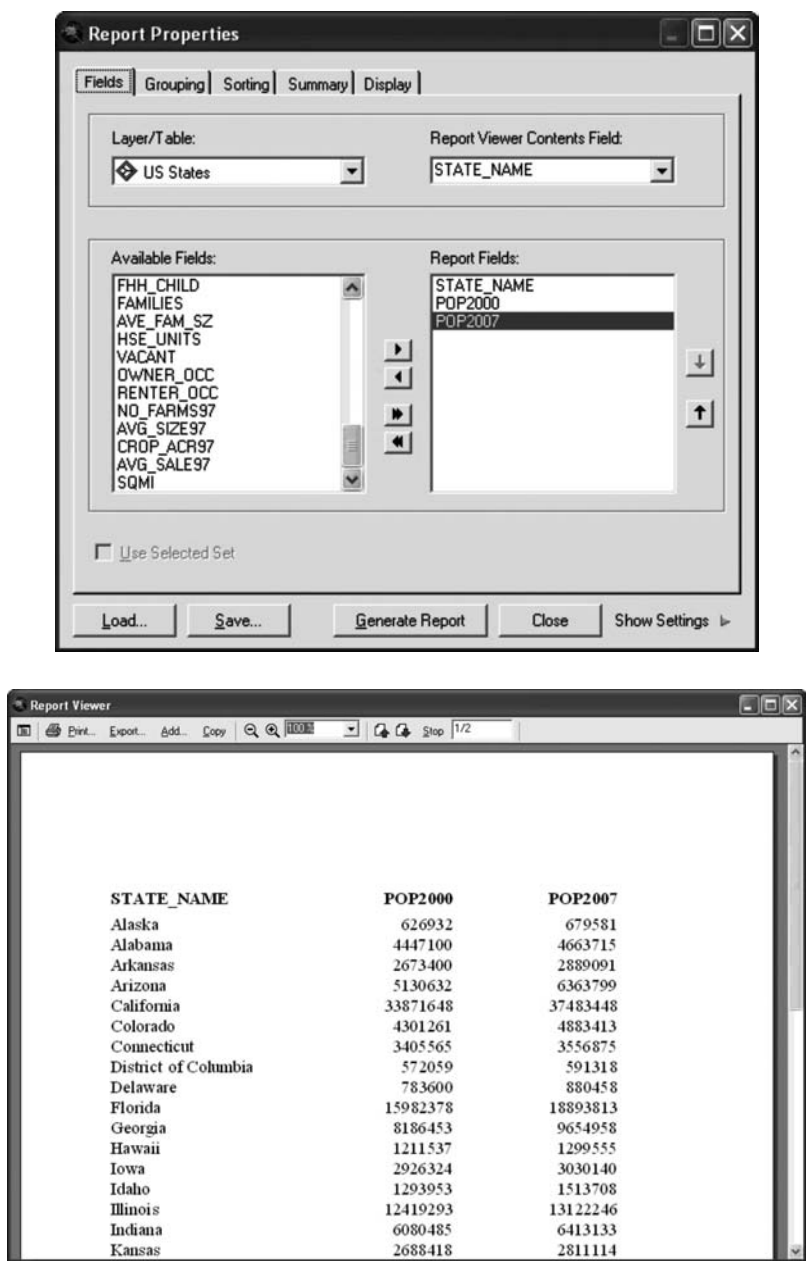 Report Properties
Fields Grouping Sorting Summary Display
Layer/Table: Report Viewer Contents Field:
US States STATE_NAME
Available Fields: Report Fields:
FHH_CHILD STATE_NAME
FAMILIES POP2000
AVE_FAM_SZ POP2007
HSE_UNITS
VACANT
OWNER_OCC
RENTER_OCC
NO_FARMS97
AVG_SIZE97
CROP_ACR97
AVG_SALE97
SQMI
Use Selected Set
Load... Save... Generate Report Close Show Settings
Report Viewer
Print... Export... Add... Copy 100% Stop 1/2
STATE_NAME POP2000 POP2007
Alaska 626932 679581
Alabama 4447100 4663715
Arkansas 2673400 2889091
Arizona 5130632 6363799
California 33871648 37483448
Colorado 4301261 4883413
Connecticut 3405565 3556875
District of Columbia 572059 591318
Delaware 783600 880458
Florida 15982378 18893813
Georgia 8186453 9654958
Hawaii 1211537 1299555
Iowa 2926324 3030140
Idaho 1293953 1513708
Illinois 12419293 13122246
Indiana 6080485 6413133
Kansas 2688418 2811114